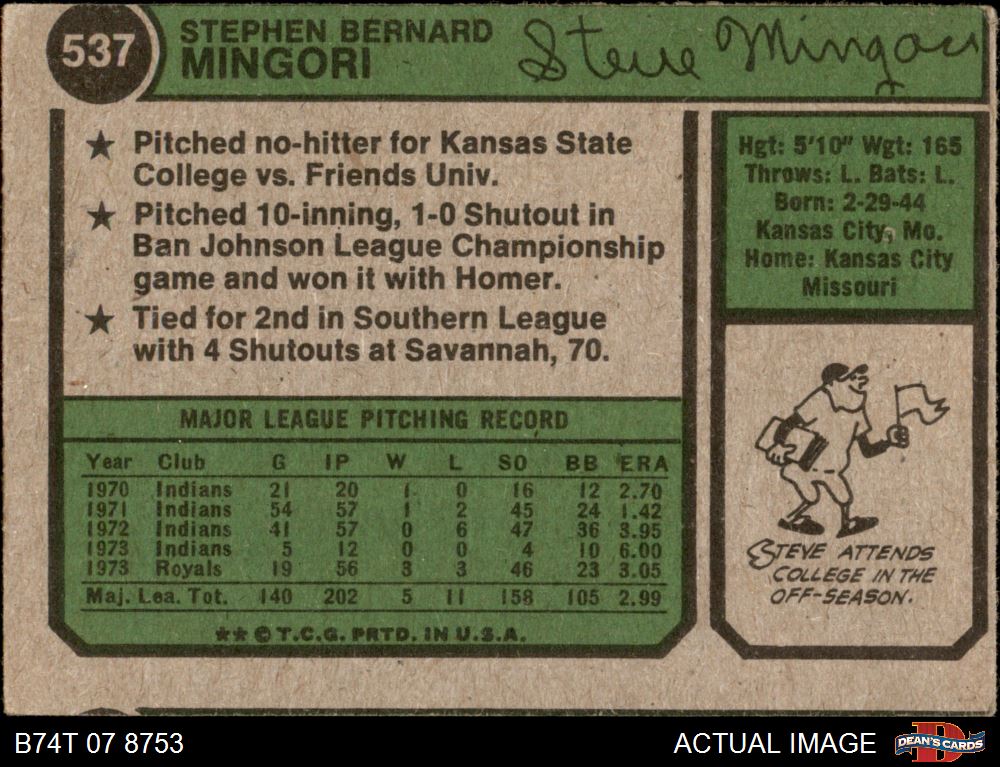 537
STEPHEN BERNARD
MINGORI
Steve Mingori
★ Pitched no-hitter for Kansas State
College vs. Friends Univ.
★ Pitched 10-inning, 1-0 Shutout in
Ban Johnson League Championship
game and won it with Homer.
★ Tied for 2nd in Southern League
with 4 Shutouts at Savannah, 70.
Hgt: 5'10" Wgt: 165
Throws: L. Bats: L.
Born: 2-29-44
Kansas City, Mo.
Home: Kansas City
Missouri
MAJOR LEAGUE PITCHING RECORD
Year Club G IP W L SO BB ERA
1970 Indians 21 20 1 0 16 12 2.70
1971 Indians 54 57 1 2 45 24 1.42
1972 Indians 41 57 0 6 47 36 3.95
1973 Indians 5 12 0 0 4 10 6.00
1973 Royals 19 56 3 3 46 23 3.05
Maj. Lea. Tot. 140 202 5 11 158 105 2.99
★★ © T.C.G. PRTD. IN U.S.A.
STEVE ATTENDS
COLLEGE IN THE
OFF-SEASON.
B74T 07 8753
ACTUAL IMAGE
DEAN'S CARDS